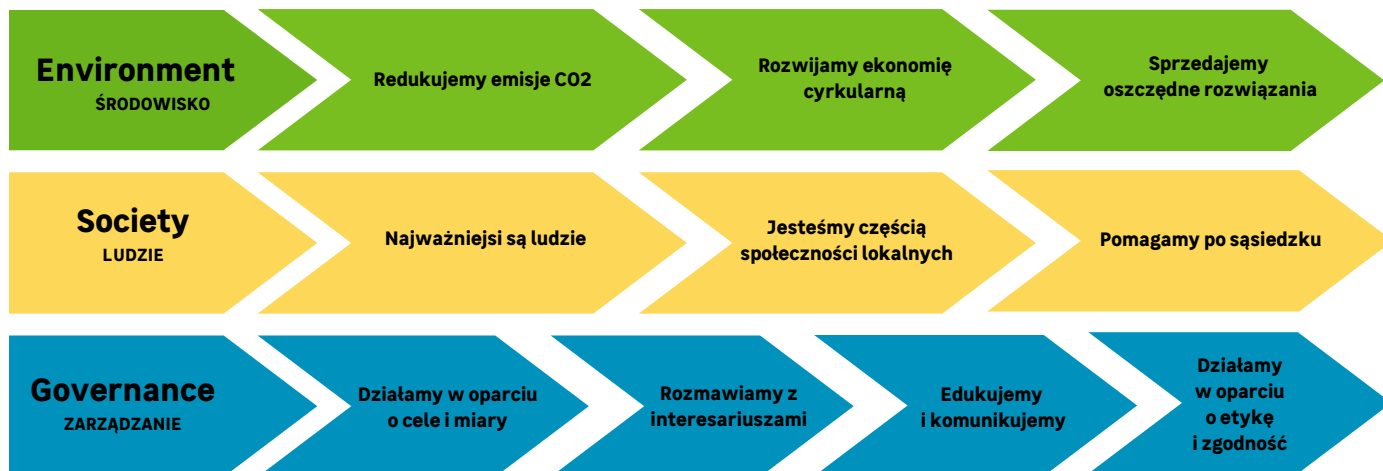 Environment
ŚRODOWISKO
Redukujemy emisje CO2
Rozwijamy ekonomię
cyrkularną
Sprzedajemy
oszczędne rozwiązania
Society
LUDZIE
Najważniejsi są ludzie
Jesteśmy częścią
społeczności lokalnych
Pomagamy po sąsiedzku
Governance
ZARZĄDZANIE
Działamy w oparciu
o cele i miary
Rozmawiamy z
interesariuszami
Edukujemy
i komunikujemy
Działamy
w oparciu
o etykę
i zgodność